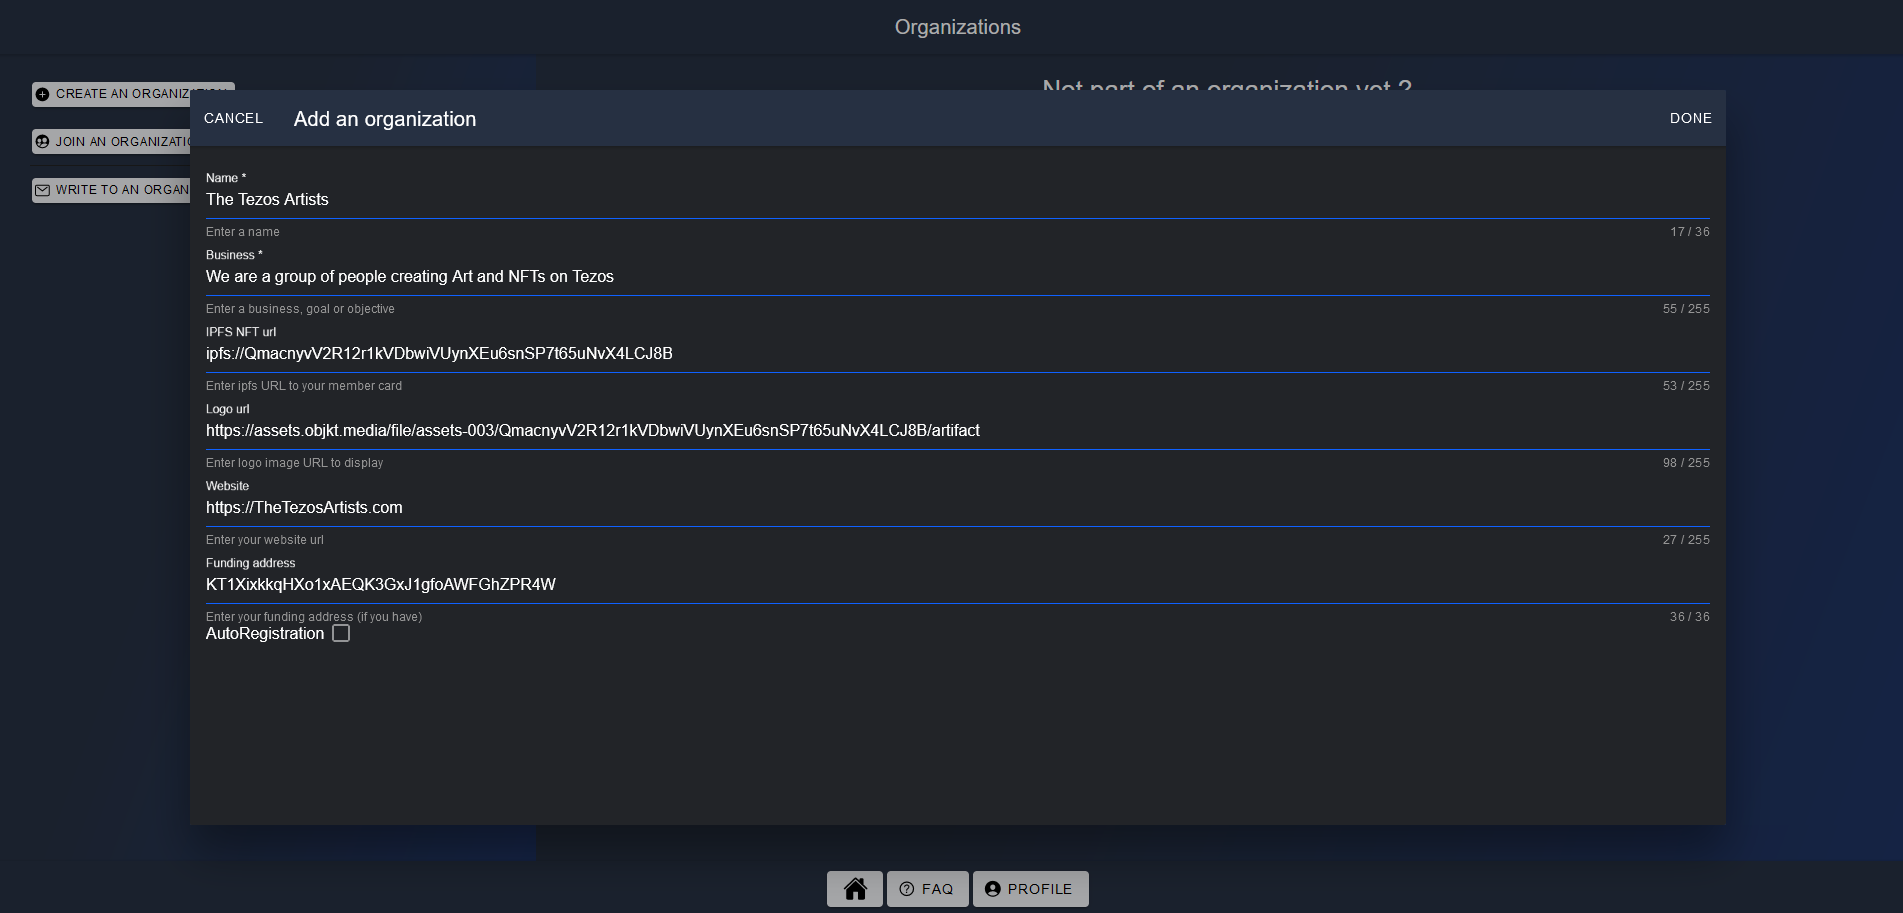 Organizations
Not part of an organization yet ?
CREATE AN ORGANIZATION
JOIN AN ORGANIZATIO
WRITE TO AN ORGAN
CANCEL
Add an organization
DONE
Name *
The Tezos Artists
Enter a name
17 / 36
Business *
We are a group of people creating Art and NFTs on Tezos
Enter a business, goal or objective
55 / 255
IPFS NFT url
ipfs://QmacnyvV2R12r1kVDbwiVUynXEu6snSP7t65uNvX4LCJ8B
Enter ipfs URL to your member card
53 / 255
Logo url
https://assets.objkt.media/file/assets-003/QmacnyvV2R12r1kVDbwiVUynXEu6snSP7t65uNvX4LCJ8B/artifact
Enter logo image URL to display
98 / 255
Website
https://TheTezosArtists.com
Enter your website url
27 / 255
Funding address
KT1XixkkqHXo1xAEQK3GxJ1gfoAWFGhZPR4W
Enter your funding address (if you have)
36 / 36
AutoRegistration
FAQ
PROFILE